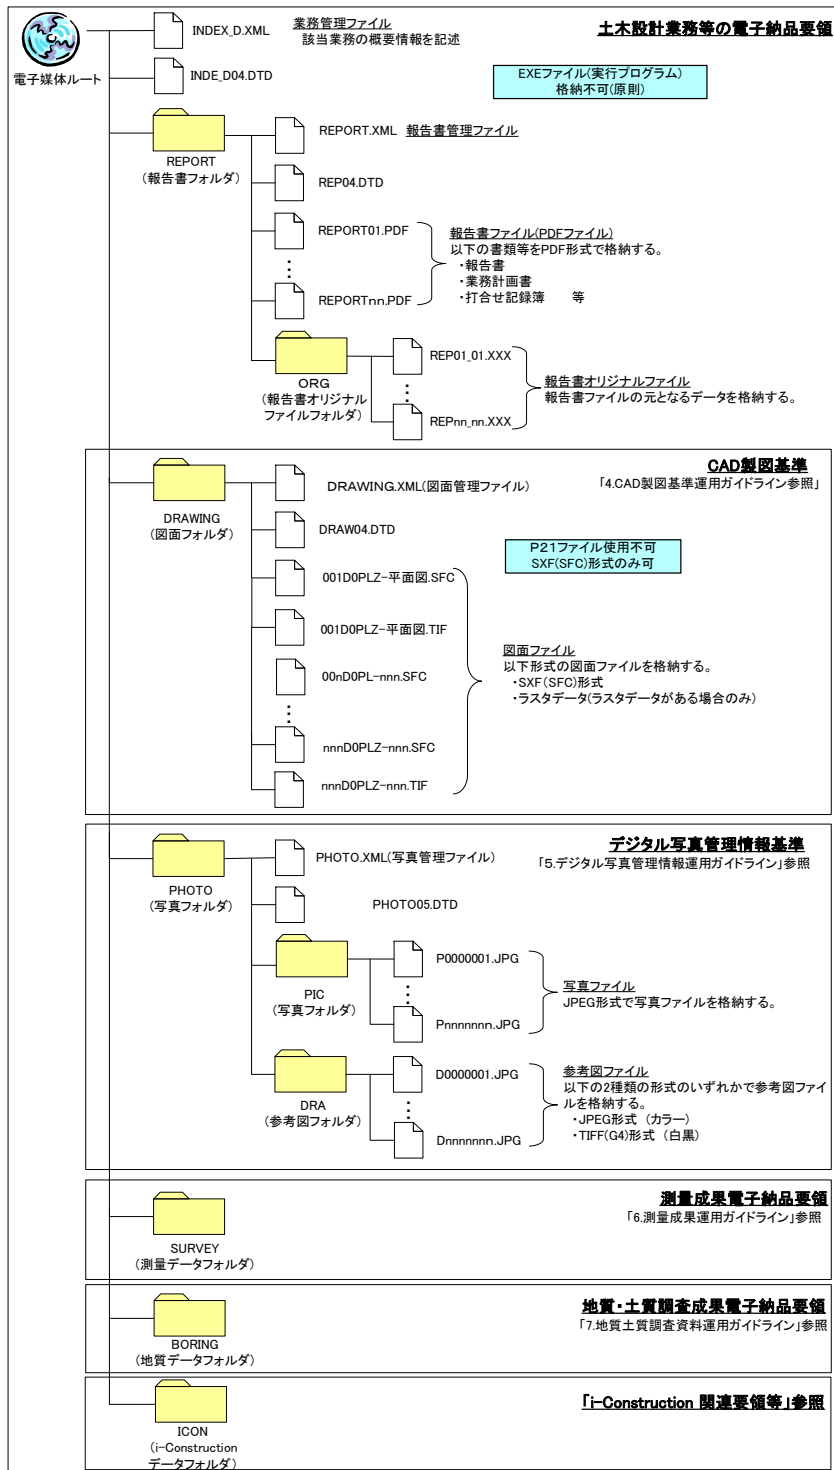 土木設計業務等の電子納品要領
INDEX_D.XML
業務管理ファイル
該当業務の概要情報を記述
電子媒体ルート
INDE_D04.DTD
EXEファイル(実行プログラム)
格納不可(原則)
REPORT
(報告書フォルダ)
REPORT.XML 報告書管理ファイル
REP04.DTD
REPORT01.PDF
REPORTnn.PDF
報告書ファイル(PDFファイル)
以下の書類等をPDF形式で格納する。
・報告書
・業務計画書
・打合せ記録簿 等
ORG
(報告書オリジナル
ファイルフォルダ)
REP01_01.XXX
REPnn_nn.XXX
報告書オリジナルファイル
報告書ファイルの元となるデータを格納する。
CAD製図基準
「4.CAD製図基準運用ガイドライン参照」
DRAWING
(図面フォルダ)
DRAWING.XML(図面管理ファイル)
DRAW04.DTD
P21ファイル使用不可
SXF(SFC)形式のみ可
001D0PLZ-平面図.SFC
001D0PLZ-平面図.TIF
00nD0PL-nnn.SFC
nnnD0PLZ-nnn.SFC
nnnD0PLZ-nnn.TIF
図面ファイル
以下形式の図面ファイルを格納する。
・SXF(SFC)形式
・ラスタデータ(ラスタデータがある場合のみ)
デジタル写真管理情報基準
「5.デジタル写真管理情報運用ガイドライン」参照
PHOTO
(写真フォルダ)
PHOTO.XML(写真管理ファイル)
PHOTO05.DTD
PIC
(写真フォルダ)
P0000001.JPG
Pnnnnnnn.JPG
写真ファイル
JPEG形式で写真ファイルを格納する。
DRA
(参考図フォルダ)
D0000001.JPG
Dnnnnnnn.JPG
参考図ファイル
以下の2種類の形式のいずれかで参考図ファイ
ルを格納する。
・JPEG形式 (カラー)
・TIFF(G4)形式 (白黒)
測量成果電子納品要領
「6.測量成果運用ガイドライン」参照
SURVEY
(測量データフォルダ)
地質・土質調査成果電子納品要領
「7.地質土質調査資料運用ガイドライン」参照
BORING
(地質データフォルダ)
「i-Construction 関連要領等」参照
ICON
(i-Construction
データフォルダ)